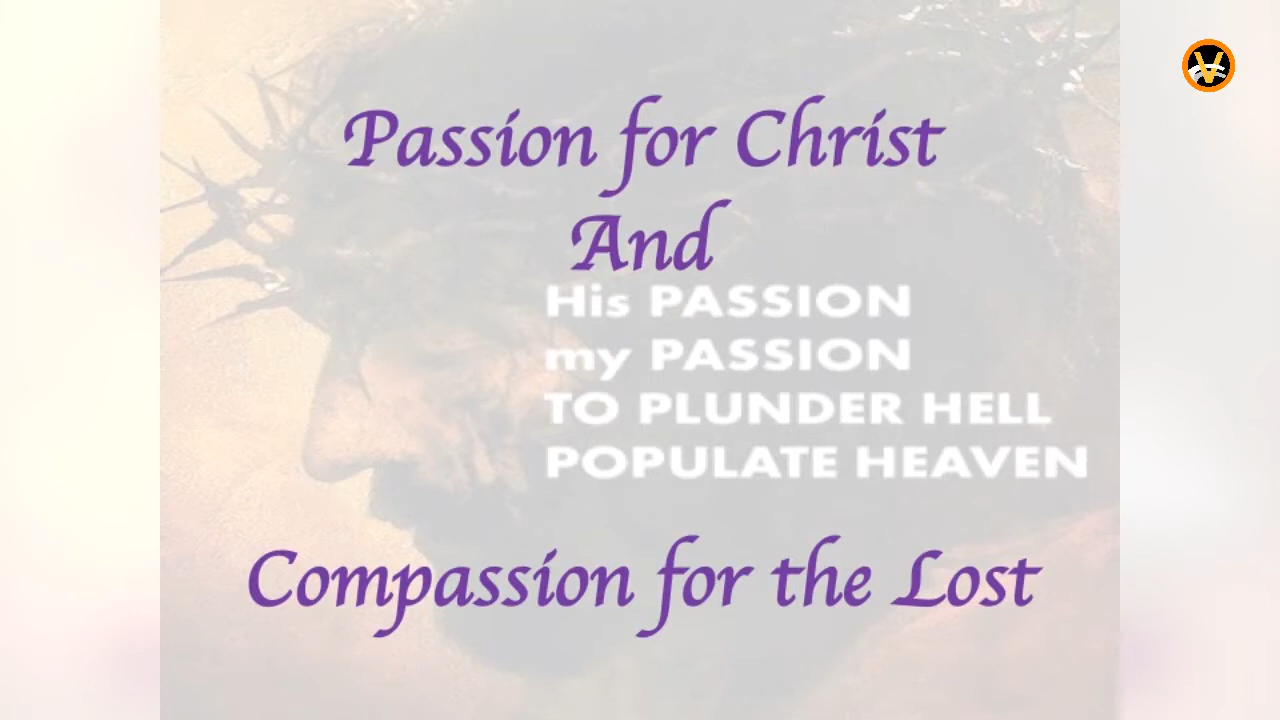 Passion for Christ
And
His PASSION
my PASSION
TO PLUNDER HELL
POPULATE HEAVEN
Compassion for the Lost